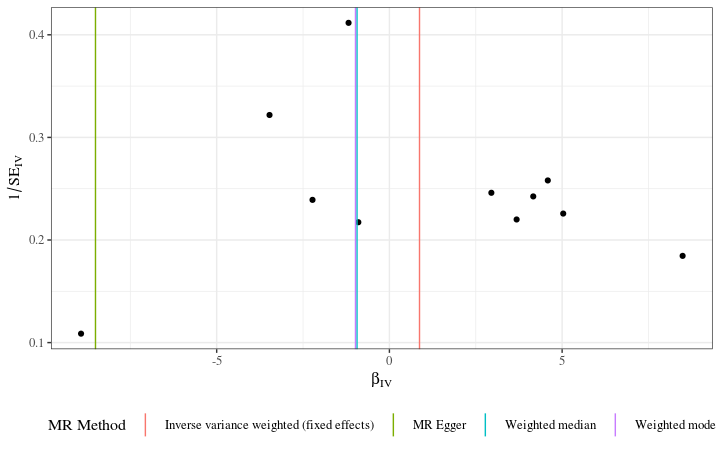 0.4
0.3
0.2
0.1
1/SE_IV
-5 0 5
β_IV
MR Method Inverse variance weighted (fixed effects) MR Egger Weighted median Weighted mode